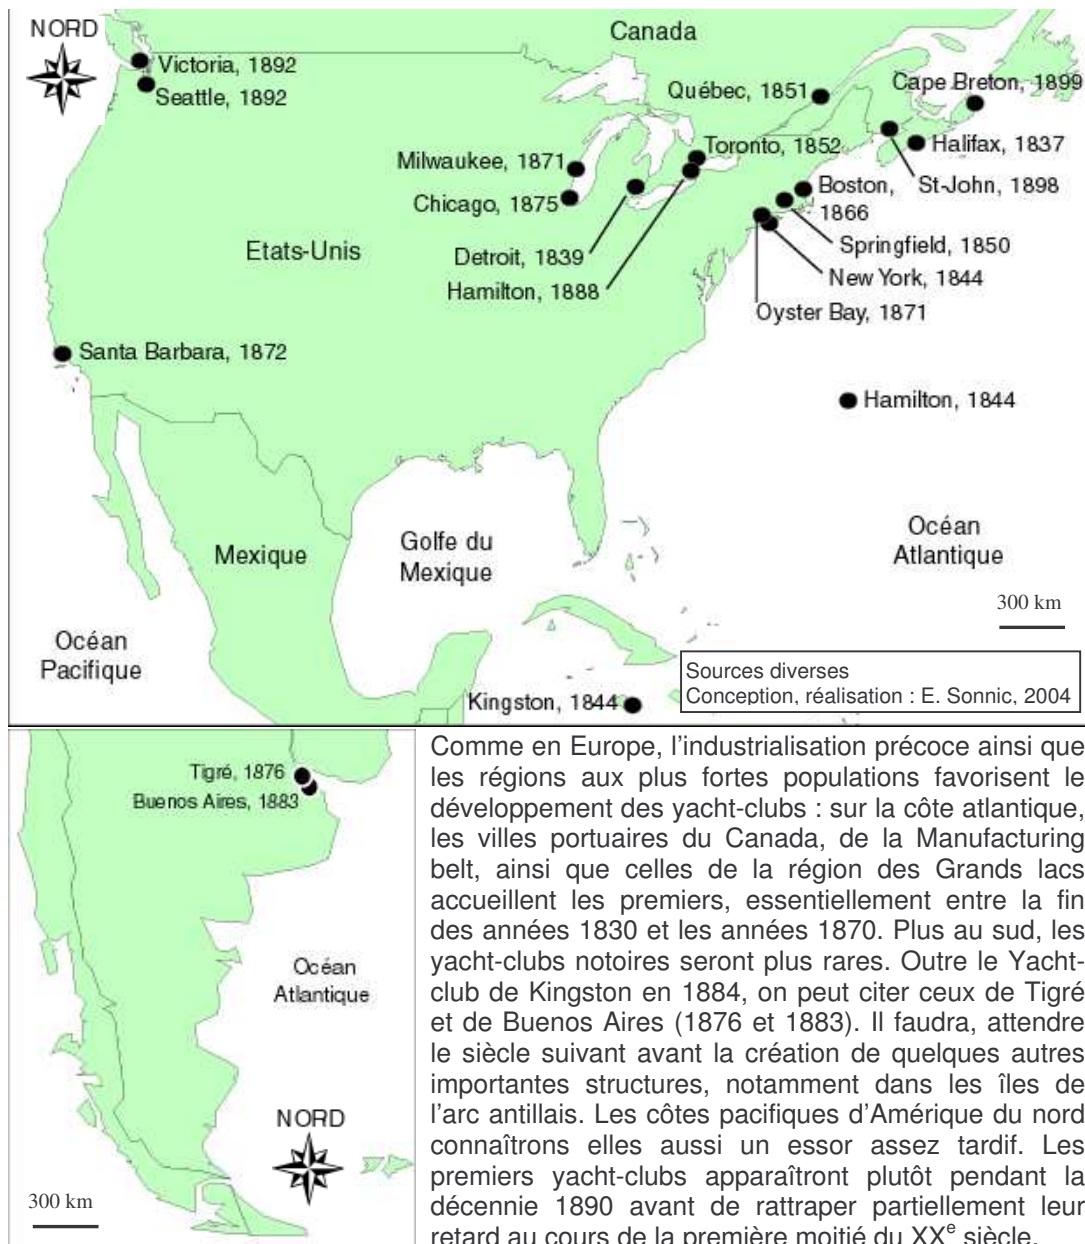 NORD
Canada
Victoria, 1892
Seattle, 1892
Québec, 1851
Cape Breton, 1899
Toronto, 1852
Halifax, 1837
Milwaukee, 1871
Chicago, 1875
Boston,
1866
St-John, 1898
Etats-Unis
Detroit, 1839
Springfield, 1850
Hamilton, 1888
New York, 1844
Oyster Bay, 1871
Santa Barbara, 1872
Hamilton, 1844
Océan
Atlantique
Mexique
Golfe du
Mexique
300 km
Océan
Pacifique
Sources diverses
Conception, réalisation : E. Sonnic, 2004
Kingston, 1844
Tigré, 1876
Buenos Aires, 1883
Océan
Atlantique
NORD
300 km
Comme en Europe, l’industrialisation précoce ainsi que
les régions aux plus fortes populations favorisent le
développement des yacht-clubs : sur la côte atlantique,
les villes portuaires du Canada, de la Manufacturing
belt, ainsi que celles de la région des Grands lacs
accueillent les premiers, essentiellement entre la fin
des années 1830 et les années 1870. Plus au sud, les
yacht-clubs notoires seront plus rares. Outre le Yacht-
club de Kingston en 1884, on peut citer ceux de Tigré
et de Buenos Aires (1876 et 1883). Il faudra, attendre
le siècle suivant avant la création de quelques autres
importantes structures, notamment dans les îles de
l’arc antillais. Les côtes pacifiques d’Amérique du nord
connaîtrons elles aussi un essor assez tardif. Les
premiers yacht-clubs apparaîtront plutôt pendant la
décennie 1890 avant de rattraper partiellement leur
retard au cours de la première moitié du XXe siècle.